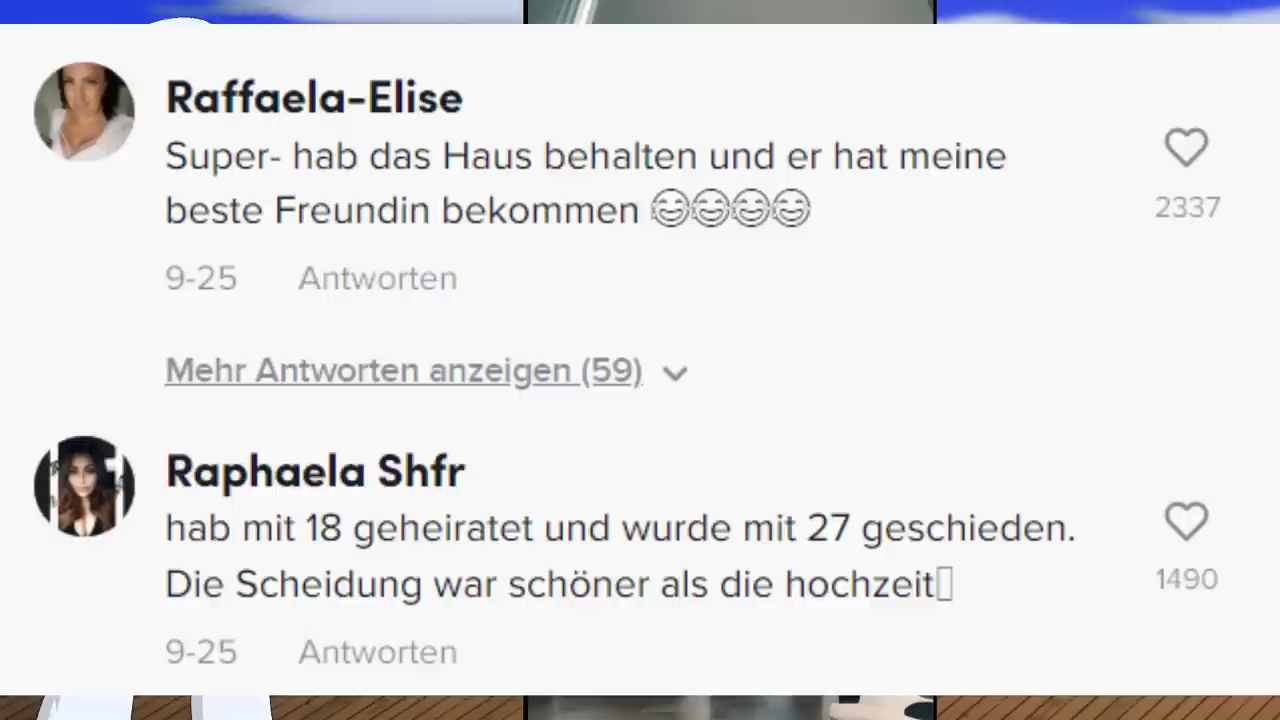 Raffaela-Elise
Super- hab das Haus behalten und er hat meine
beste Freundin bekommen 😂😂😂😂
2337
9-25 Antworten
Mehr Antworten anzeigen (59)
Raphaela Shfr
hab mit 18 geheiratet und wurde mit 27 geschieden.
Die Scheidung war schöner als die hochzeit▯
1490
9-25 Antworten